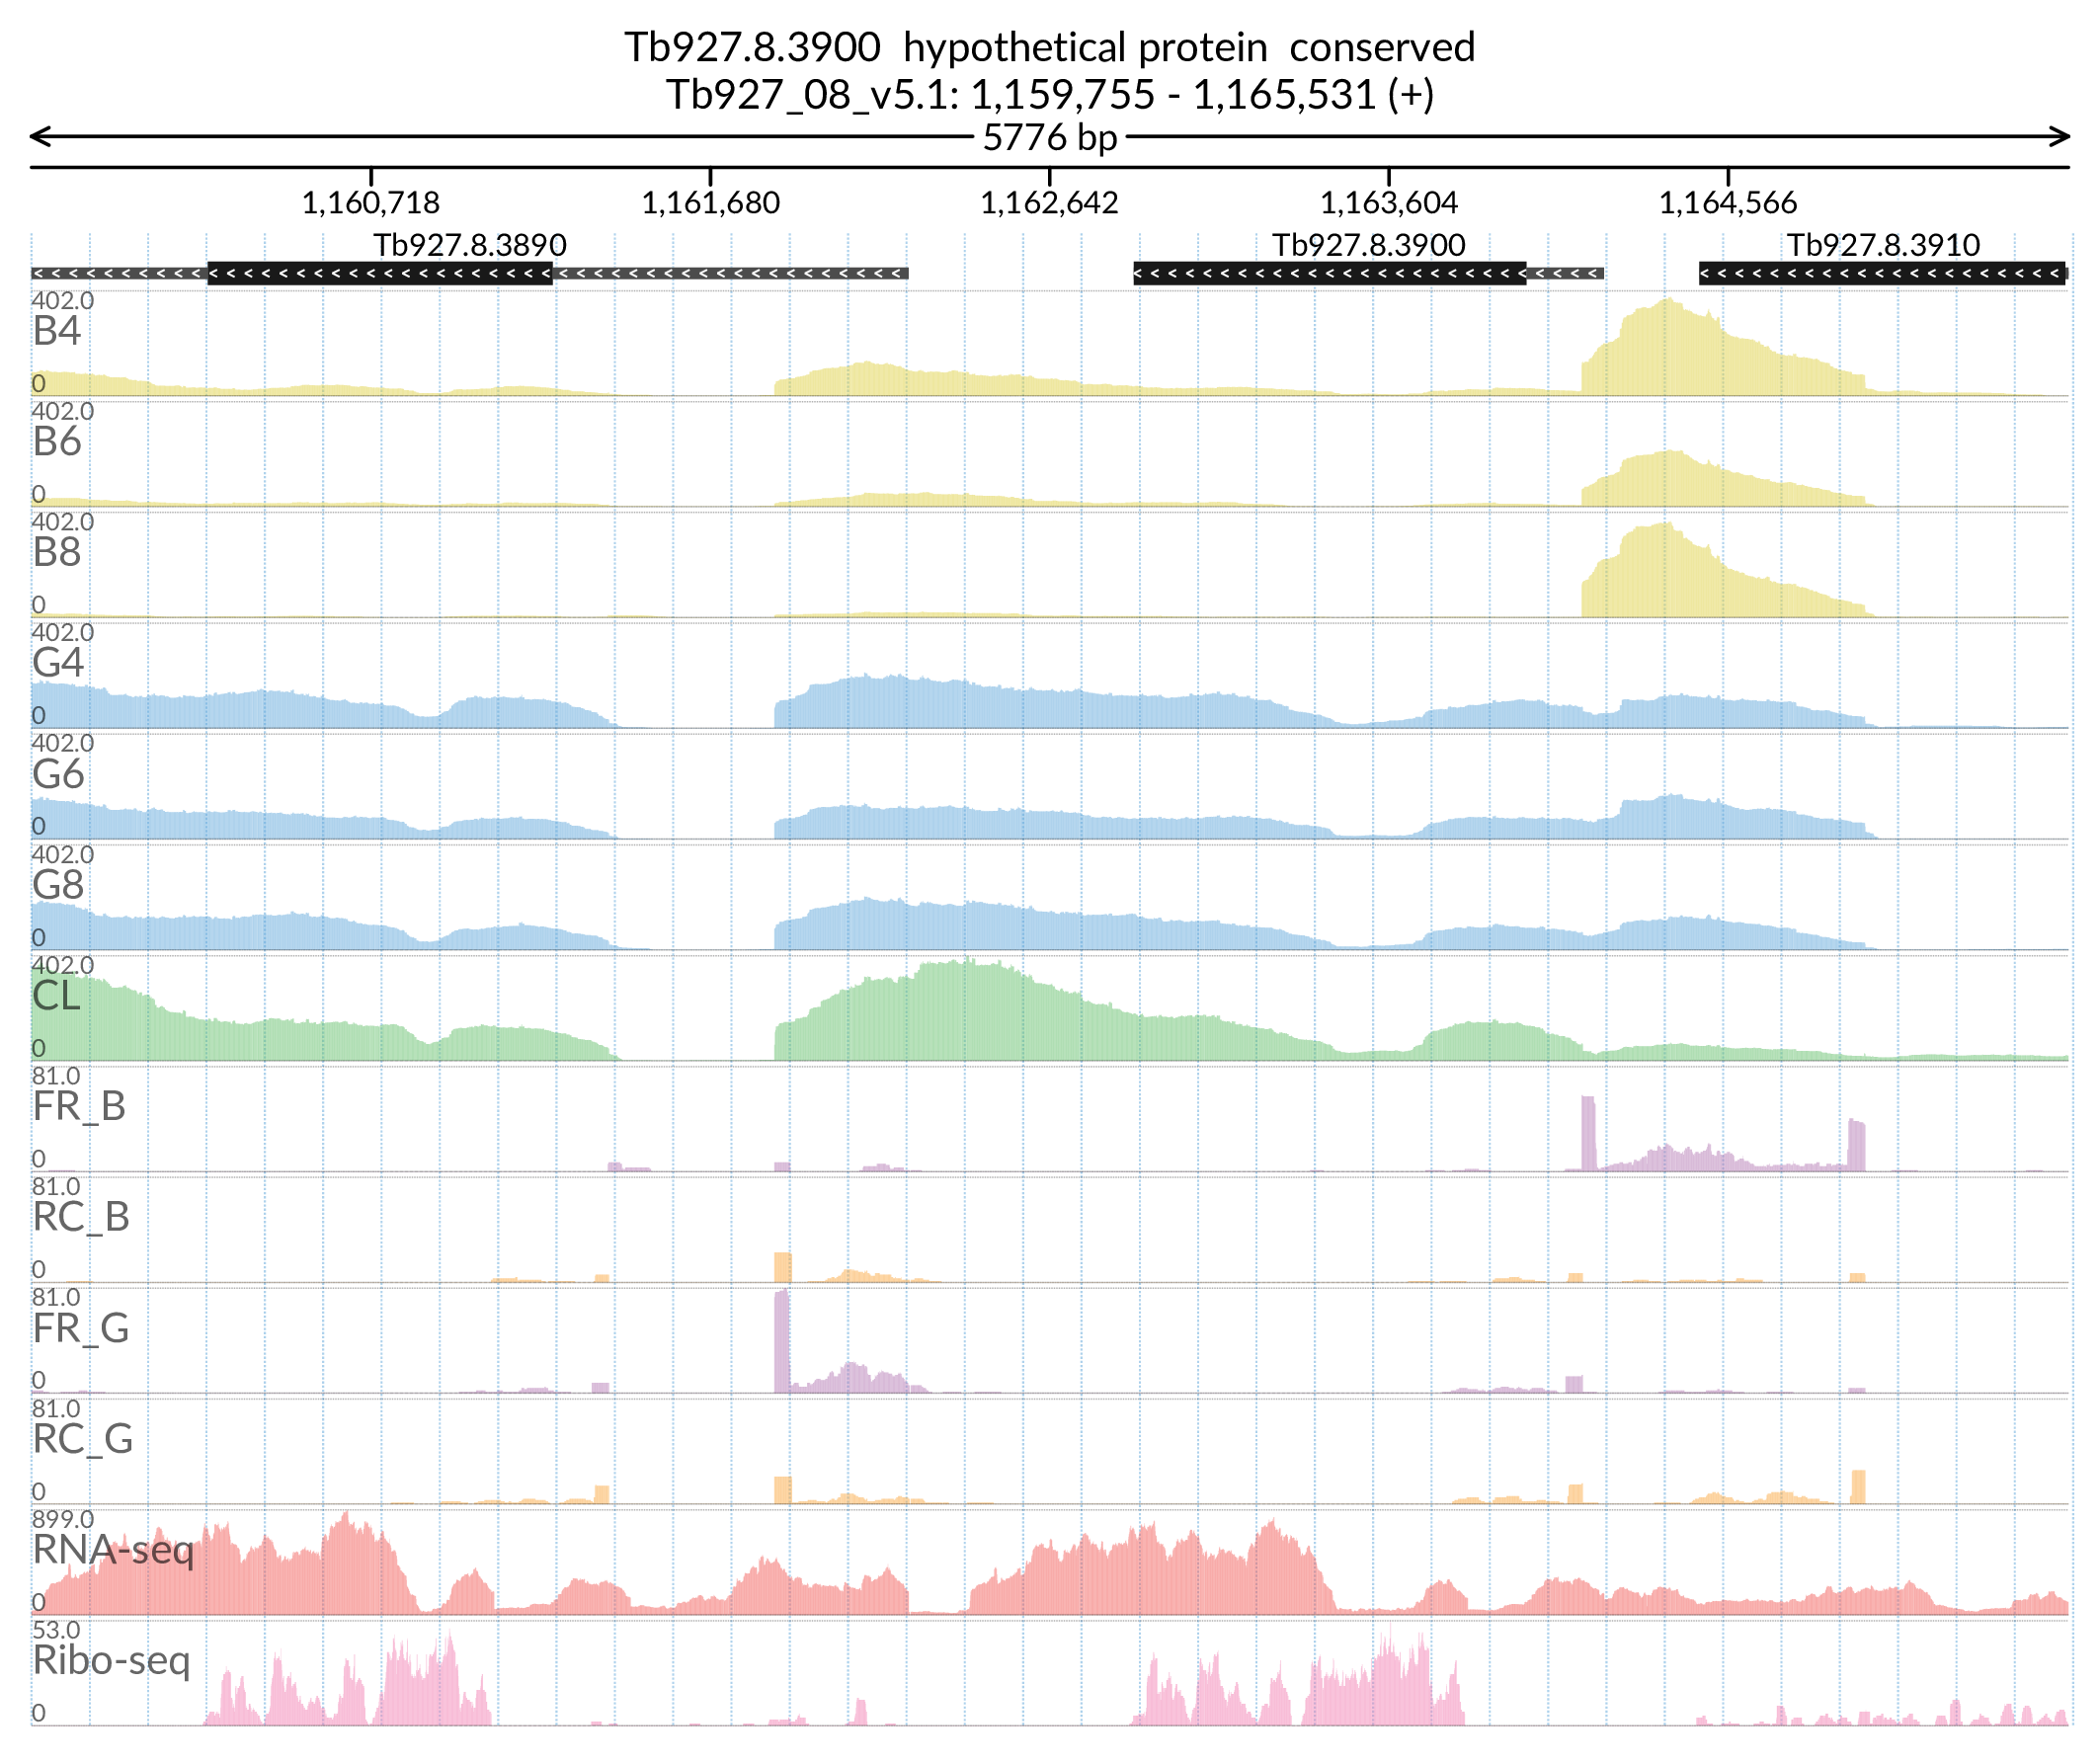 Tb927.8.3900 hypothetical protein conserved
Tb927_08_v5.1: 1,159,755 - 1,165,531 (+)
5776 bp
1,160,718 1,161,680 1,162,642 1,163,604 1,164,566
Tb927.8.3890 Tb927.8.3900 Tb927.8.3910
402.0
B4
0
402.0
B6
0
402.0
B8
0
402.0
G4
0
402.0
G6
0
402.0
G8
0
402.0
CL
0
81.0
FR_B
0
81.0
RC_B
0
81.0
FR_G
0
81.0
RC_G
0
899.0
RNA-seq
0
53.0
Ribo-seq
0